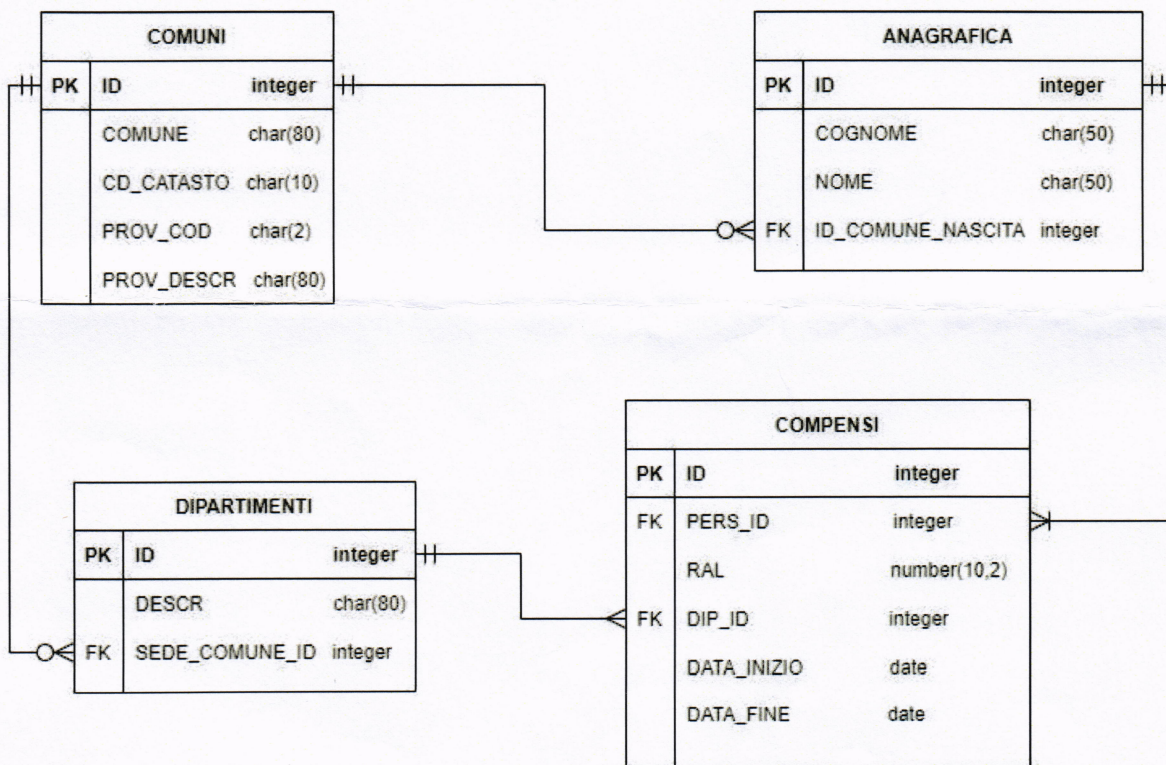 COMUNI
PK ID integer
COMUNE char(80)
CD_CATASTO char(10)
PROV_COD char(2)
PROV_DESCR char(80)
ANAGRAFICA
PK ID integer
COGNOME char(50)
NOME char(50)
FK ID_COMUNE_NASCITA integer
DIPARTIMENTI
PK ID integer
DESCR char(80)
FK SEDE_COMUNE_ID integer
COMPENSI
PK ID integer
FK PERS_ID integer
RAL number(10,2)
FK DIP_ID integer
DATA_INIZIO date
DATA_FINE date